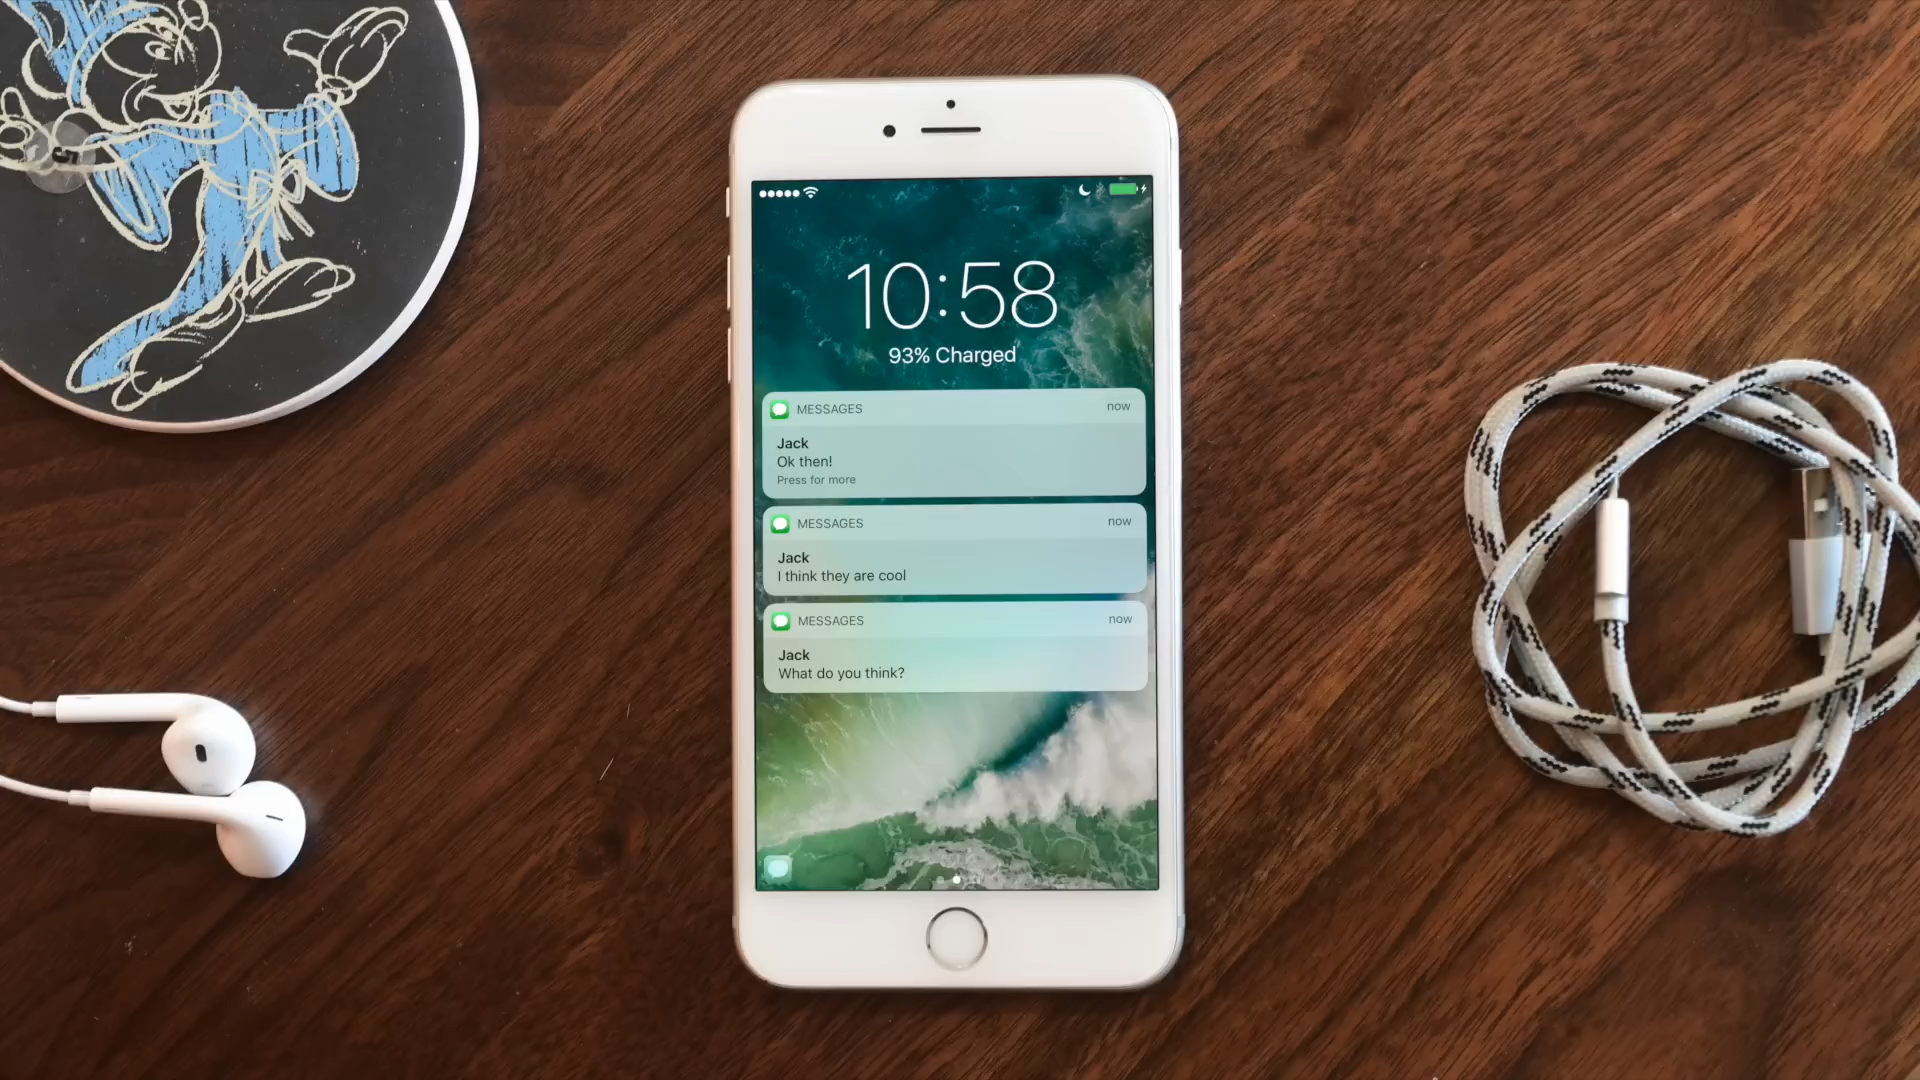 10:58
93% Charged
MESSAGES now
Jack
Ok then!
Press for more
MESSAGES now
Jack
I think they are cool
MESSAGES now
Jack
What do you think?